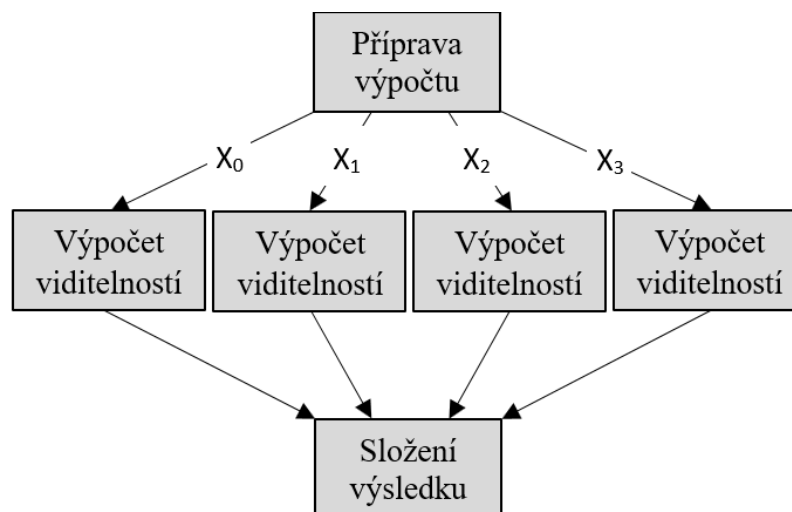 Příprava
výpočtu
X₀
X₁
X₂
X₃
Výpočet
viditelností
Výpočet
viditelností
Výpočet
viditelností
Výpočet
viditelností
Složení
výsledku